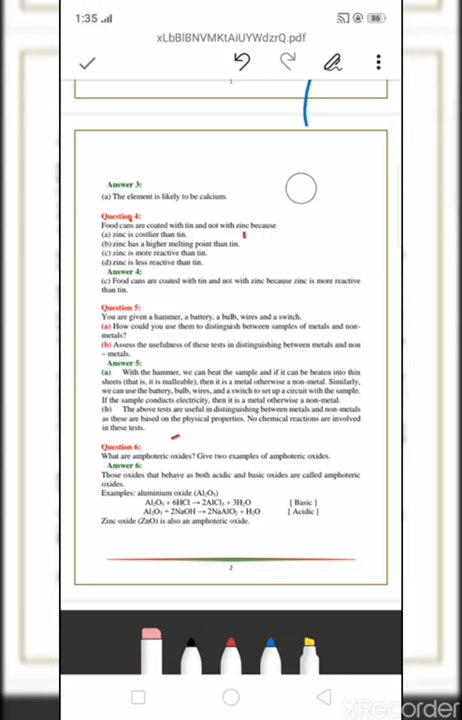 1:35
86
xLbBlBNVMKtAiUYWdzrQ.pdf
1
Answer 3:
(a) The element is likely to be calcium.
Question 4:
Food cans are coated with tin and not with zinc because
(a) zinc is costlier than tin.
(b) zinc has a higher melting point than tin.
(c) zinc is more reactive than tin.
(d) zinc is less reactive than tin.
Answer 4:
(c) Food cans are coated with tin and not with zinc because zinc is more reactive
than tin.
Question 5:
You are given a hammer, a battery, a bulb, wires and a switch.
(a) How could you use them to distinguish between samples of metals and non-
metals?
(b) Assess the usefulness of these tests in distinguishing between metals and non
– metals.
Answer 5:
(a) With the hammer, we can beat the sample and if it can be beaten into thin
sheets (that is, it is malleable), then it is a metal otherwise a non-metal. Similarly,
we can use the battery, bulb, wires, and a switch to set up a circuit with the sample.
If the sample conducts electricity, then it is a metal otherwise a non-metal.
(b) The above tests are useful in distinguishing between metals and non-metals
as these are based on the physical properties. No chemical reactions are involved
in these tests.
Question 6:
What are amphoteric oxides? Give two examples of amphoteric oxides.
Answer 6:
Those oxides that behave as both acidic and basic oxides are called amphoteric
oxides.
Examples: aluminium oxide (Al₂O₃)
Al₂O₃ + 6HCl → 2AlCl₃ + 3H₂O [ Basic ]
Al₂O₃ + 2NaOH → 2NaAlO₂ + H₂O [ Acidic ]
Zinc oxide (ZnO) is also an amphoteric oxide.
2
XRecorder